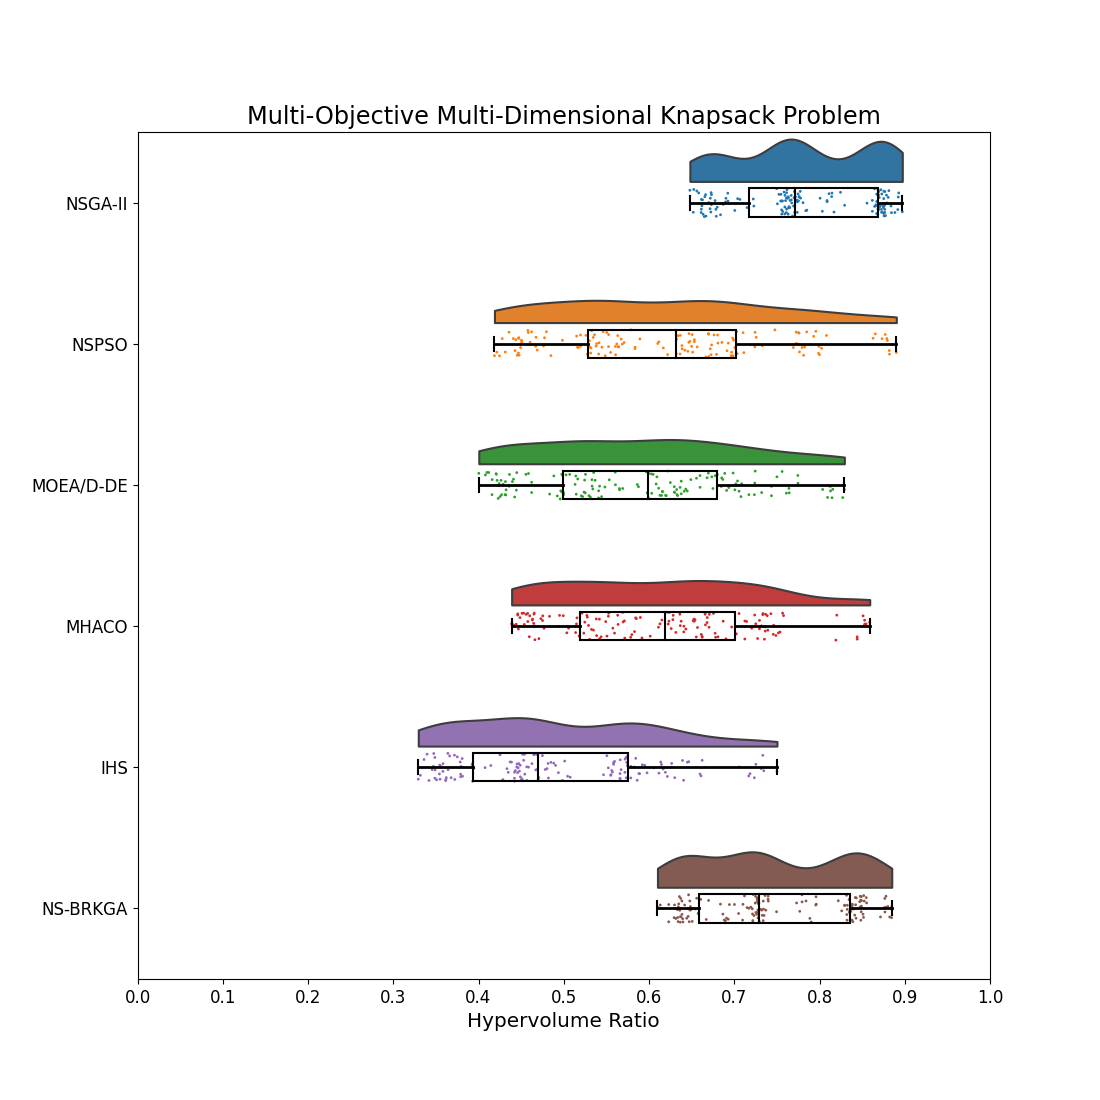 Multi-Objective Multi-Dimensional Knapsack Problem
NSGA-II
NSPSO
MOEA/D-DE
MHACO
IHS
NS-BRKGA
0.0 0.1 0.2 0.3 0.4 0.5 0.6 0.7 0.8 0.9 1.0
Hypervolume Ratio